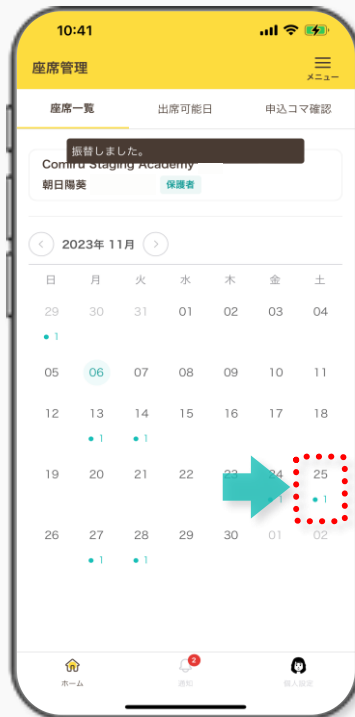 10:41
座席管理
メニュー
座席一覧 出席可能日 申込コマ確認
振替しました。
Comiru Staging Academy
朝日陽葵 保護者
2023年 11月
日 月 火 水 木 金 土
29 30 31 01 02 03 04
1
05 06 07 08 09 10 11
12 13 14 15 16 17 18
1 1
19 20 21 22 23 24 25
1 1
26 27 28 29 30 01 02
1 1
2
ホーム 通知 個人設定